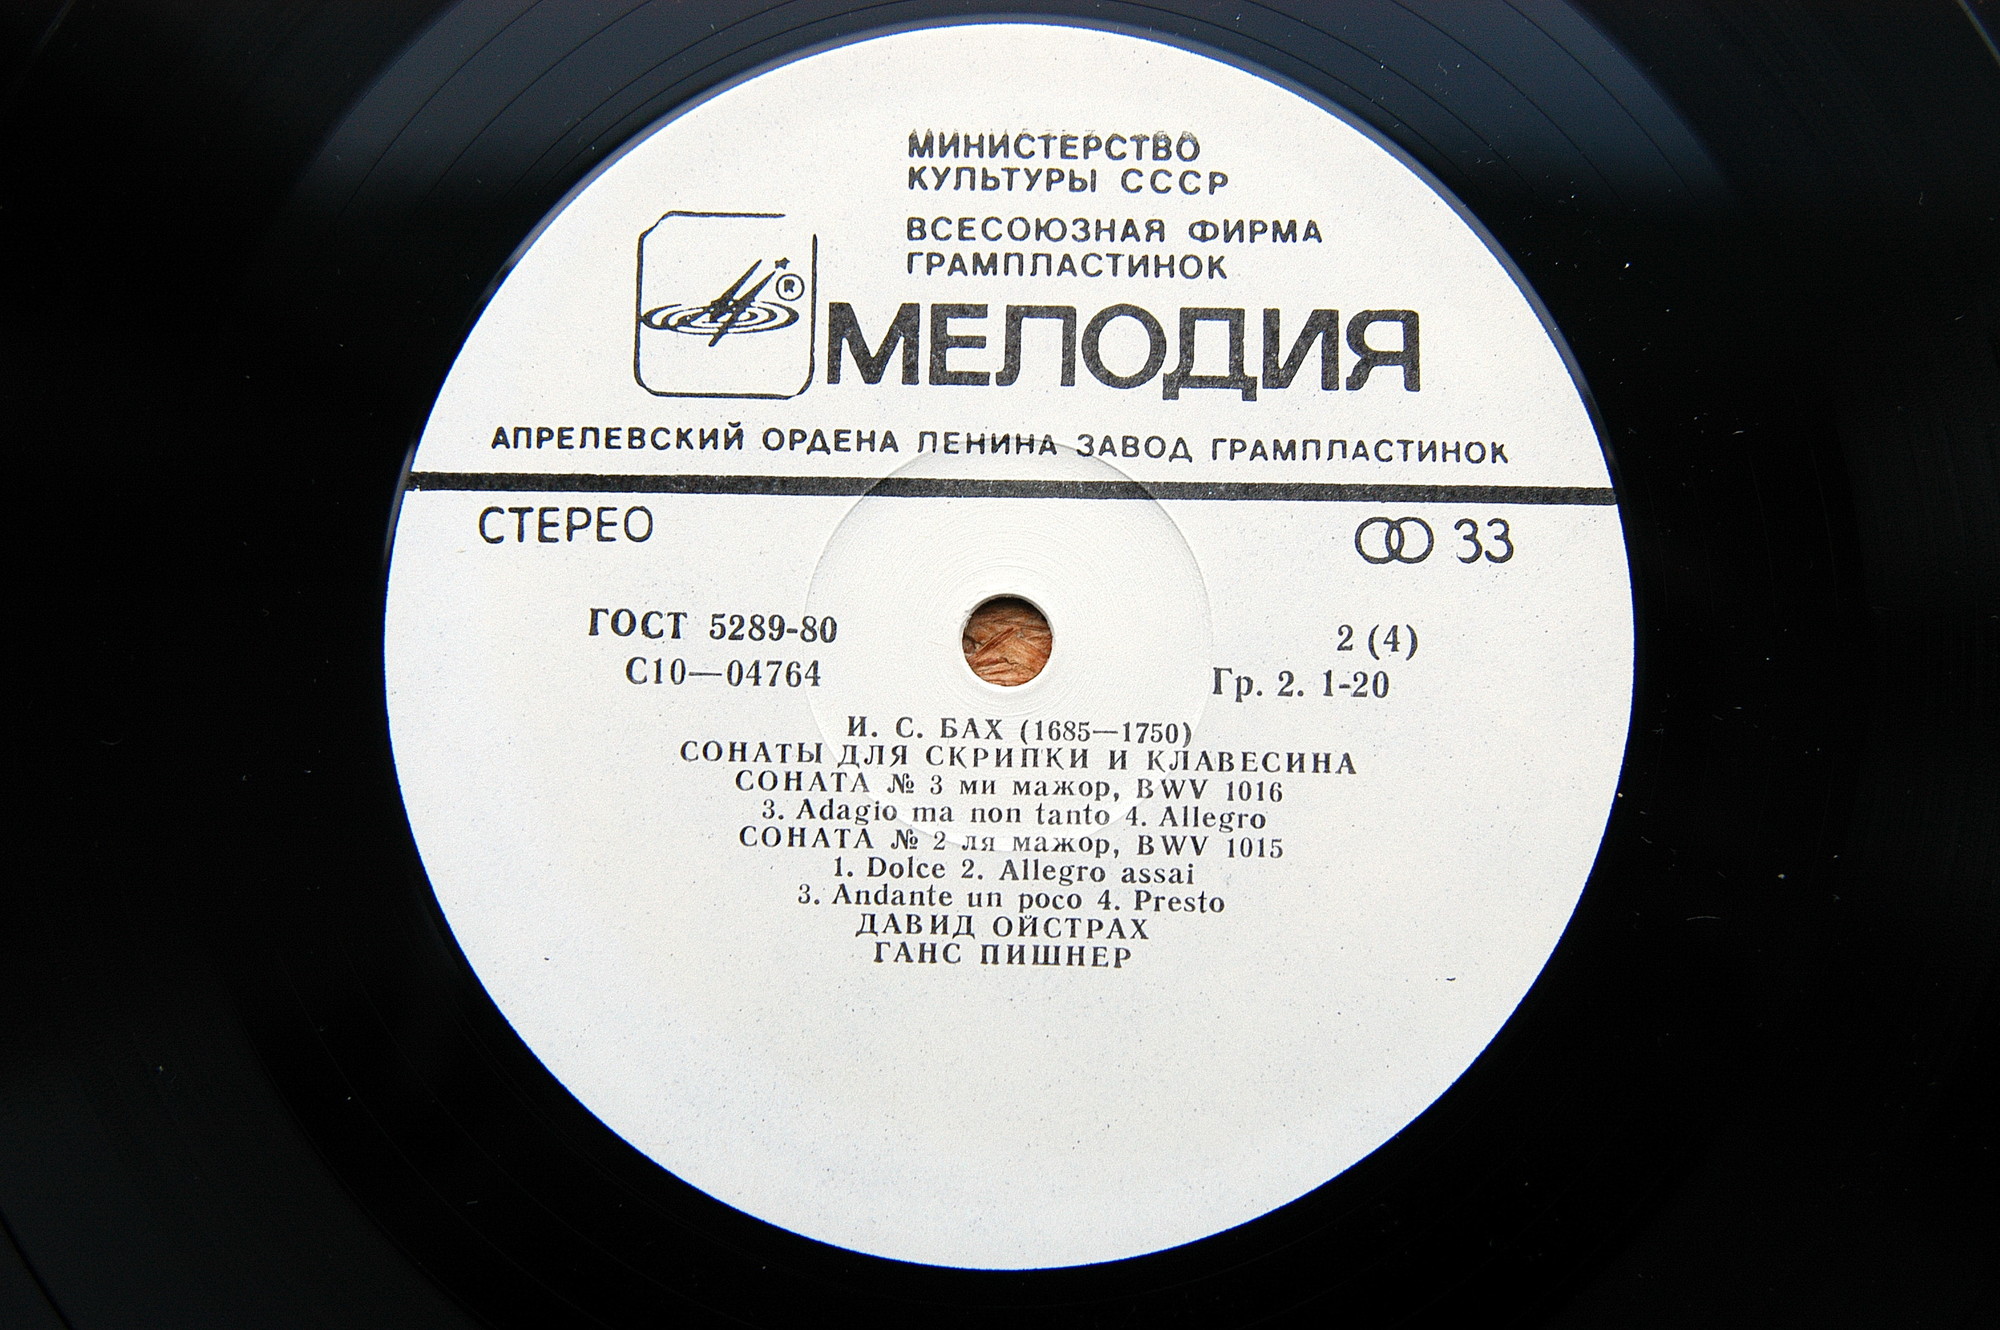 МИНИСТЕРСТВО
КУЛЬТУРЫ СССР
ВСЕСОЮЗНАЯ ФИРМА
ГРАМПЛАСТИНОК
®
МЕЛОДИЯ
АПРЕЛЕВСКИЙ ОРДЕНА ЛЕНИНА ЗАВОД ГРАМПЛАСТИНОК
СТЕРЕО
33
ГОСТ 5289-80
2 (4)
С10—04764
Гр. 2. 1-20
И. С. БАХ (1685—1750)
СОНАТЫ ДЛЯ СКРИПКИ И КЛАВЕСИНА
СОНАТА № 3 ми мажор, BWV 1016
3. Adagio ma non tanto 4. Allegro
СОНАТА № 2 ля мажор, BWV 1015
1. Dolce 2. Allegro assai
3. Andante un poco 4. Presto
ДАВИД ОЙСТРАХ
ГАНС ПИШНЕР